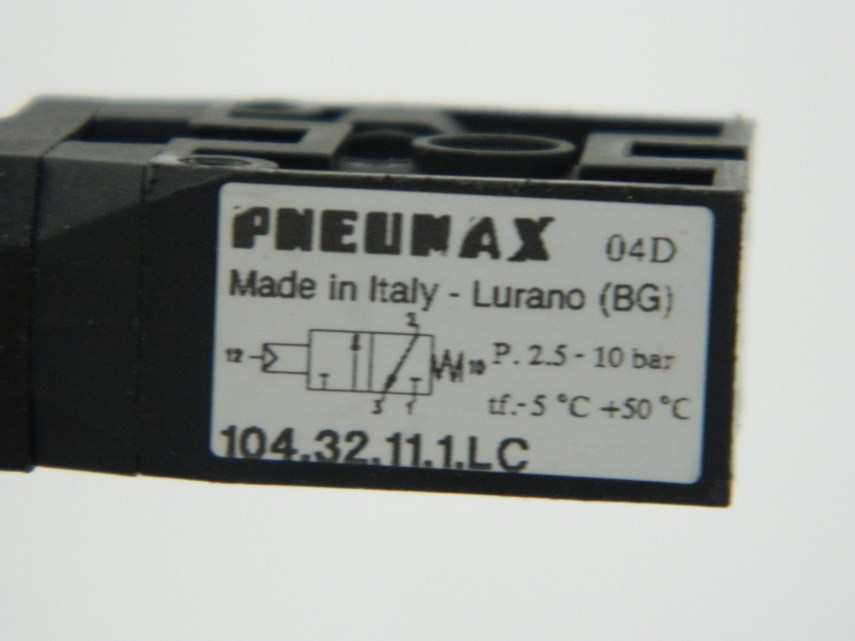 PNEUMAX 04D
Made in Italy - Lurano (BG)
2
12 10 P. 2.5 - 10 bar
3 1 tf.-5 °C +50 °C
104.32.11.1.LC